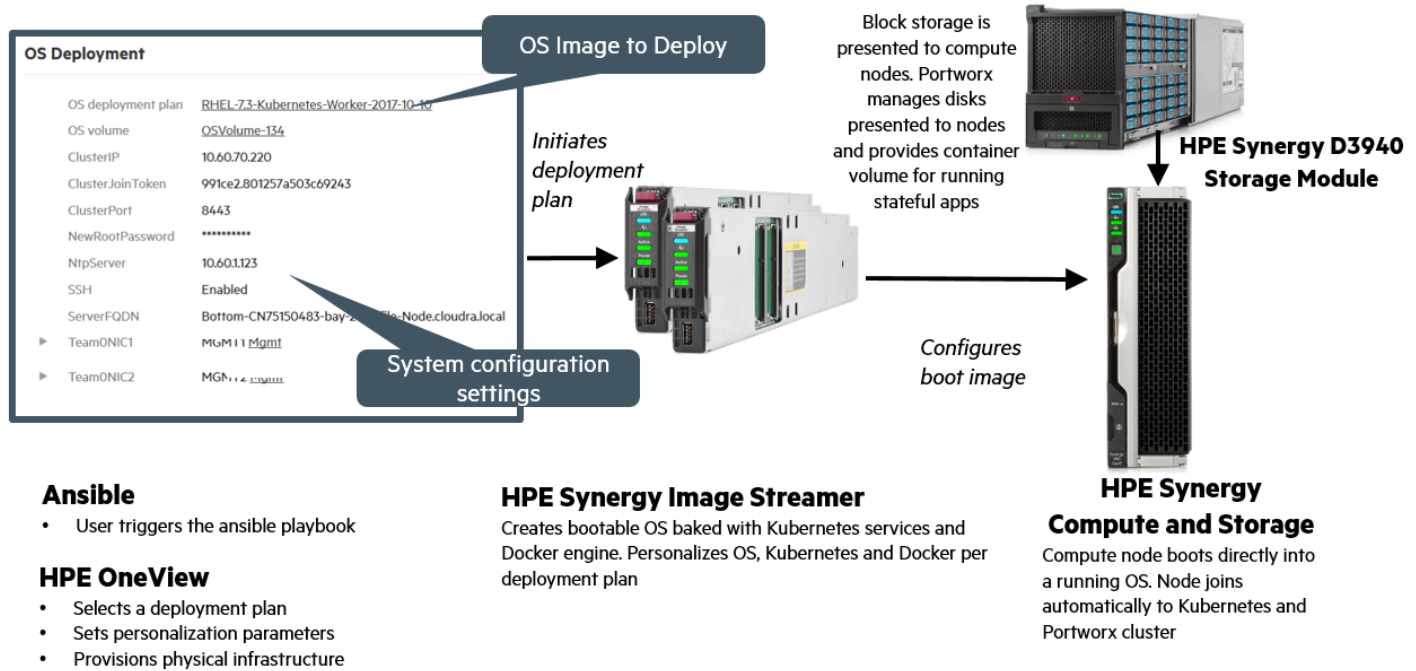 OS Deployment
OS deployment plan RHEL-7.3-Kubernetes-Worker-2017-10-10
OS volume OSVolume-134
ClusterIP 10.60.70.220
ClusterJoinToken 991ce2.801257a503c69243
ClusterPort 8443
NewRootPassword **********
NtpServer 10.60.1.123
SSH Enabled
ServerFQDN Bottom-CN75150483-bay-
-Node.cloudra.local
Team0NIC1 MGMT1 Mgmt
Team0NIC2 Mgmt
OS Image to Deploy
System configuration
settings
Initiates
deployment
plan
Block storage is
presented to compute
nodes. Portworx
manages disks
presented to nodes
and provides container
volume for running
stateful apps
HPE Synergy D3940
Storage Module
Configures
boot image
Ansible
• User triggers the ansible playbook
HPE OneView
• Selects a deployment plan
• Sets personalization parameters
• Provisions physical infrastructure
HPE Synergy Image Streamer
Creates bootable OS baked with Kubernetes services and
Docker engine. Personalizes OS, Kubernetes and Docker per
deployment plan
HPE Synergy
Compute and Storage
Compute node boots directly into
a running OS. Node joins
automatically to Kubernetes and
Portworx cluster